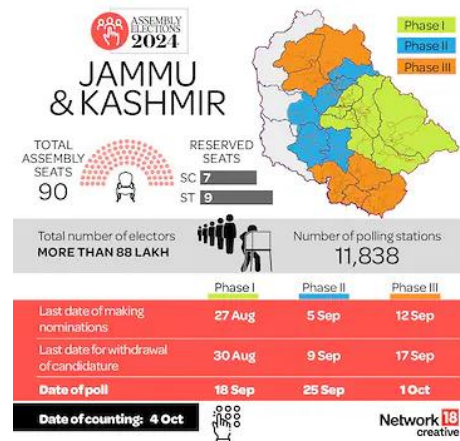 ASSEMBLY
ELECTIONS
2024
JAMMU
& KASHMIR
Phase I
Phase II
Phase III
TOTAL
ASSEMBLY
SEATS
90
RESERVED
SEATS
SC 7
ST 9
Total number of electors
MORE THAN 88 LAKH
Number of polling stations
11,838
Phase I Phase II Phase III
Last date of making
nominations
27 Aug 5 Sep 12 Sep
Last date for withdrawal
of candidature
30 Aug 9 Sep 17 Sep
Date of poll 18 Sep 25 Sep 1 Oct
Date of counting: 4 Oct
Network 18
creative